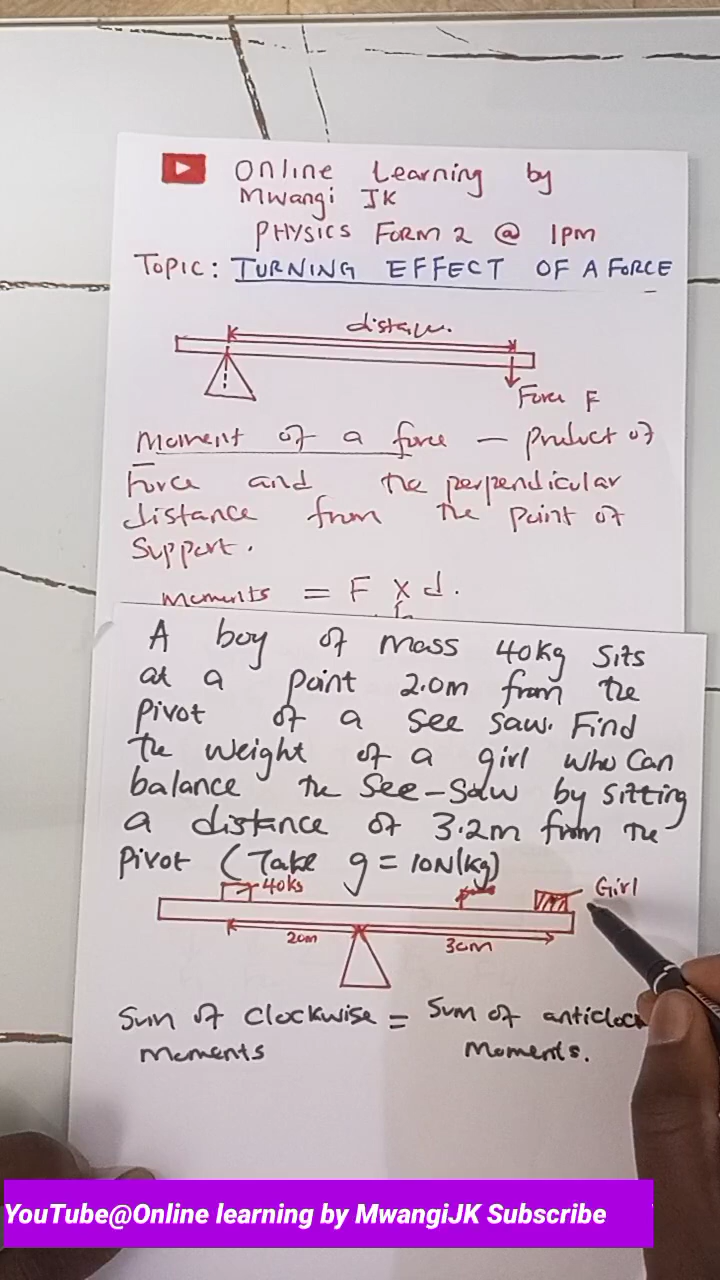 Online Learning by
Mwangi JK
PHYSICS FORM 2 @ 1PM
TOPIC: TURNING EFFECT OF A FORCE
distance.
Force F
Moment of a force — Product of
Force and the perpendicular
distance from the point of
Support.
Moments = F x d.
A boy of mass 40kg sits
at a point 2.0m from the
pivot of a see saw. Find
the weight of a girl who can
balance the see-saw by sitting
a distance of 3.2m from the
pivot (Take g = 10N/kg)
40kg
Girl
2cm
3cm
Sum of clockwise = Sum of anticlock
moments moments.
YouTube@Online learning by MwangiJK Subscribe